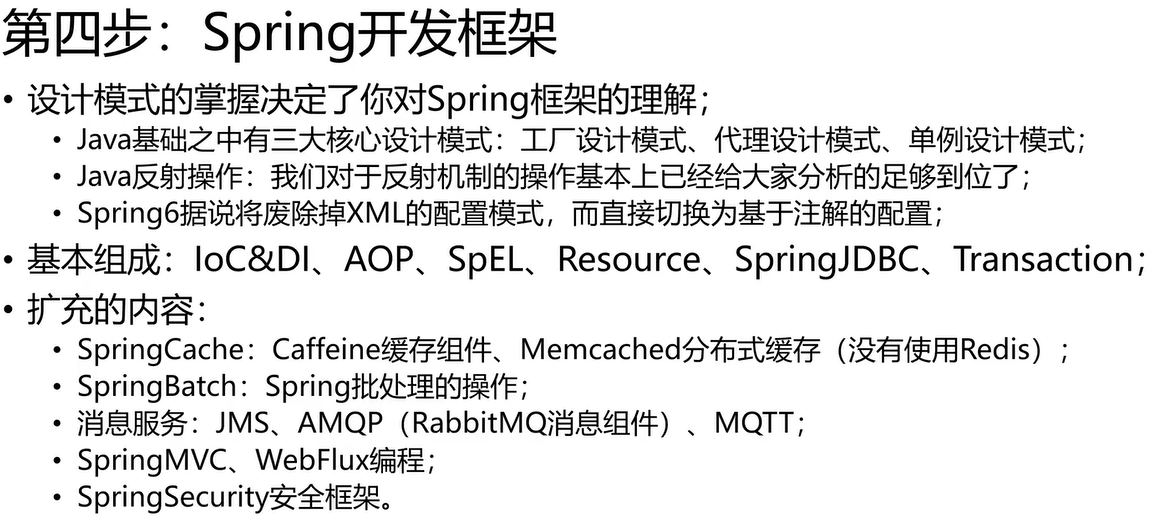 第四步：Spring开发框架
• 设计模式的掌握决定了你对Spring框架的理解；
• Java基础之中有三大核心设计模式：工厂设计模式、代理设计模式、单例设计模式；
• Java反射操作：我们对于反射机制的操作基本上已经给大家分析的足够到位了；
• Spring6据说将废除掉XML的配置模式，而直接切换为基于注解的配置；
• 基本组成：IoC&DI、AOP、SpEL、Resource、SpringJDBC、Transaction；
• 扩充的内容：
• SpringCache：Caffeine缓存组件、Memcached分布式缓存（没有使用Redis）；
• SpringBatch：Spring批处理的操作；
• 消息服务：JMS、AMQP（RabbitMQ消息组件）、MQTT；
• SpringMVC、WebFlux编程；
• SpringSecurity安全框架。